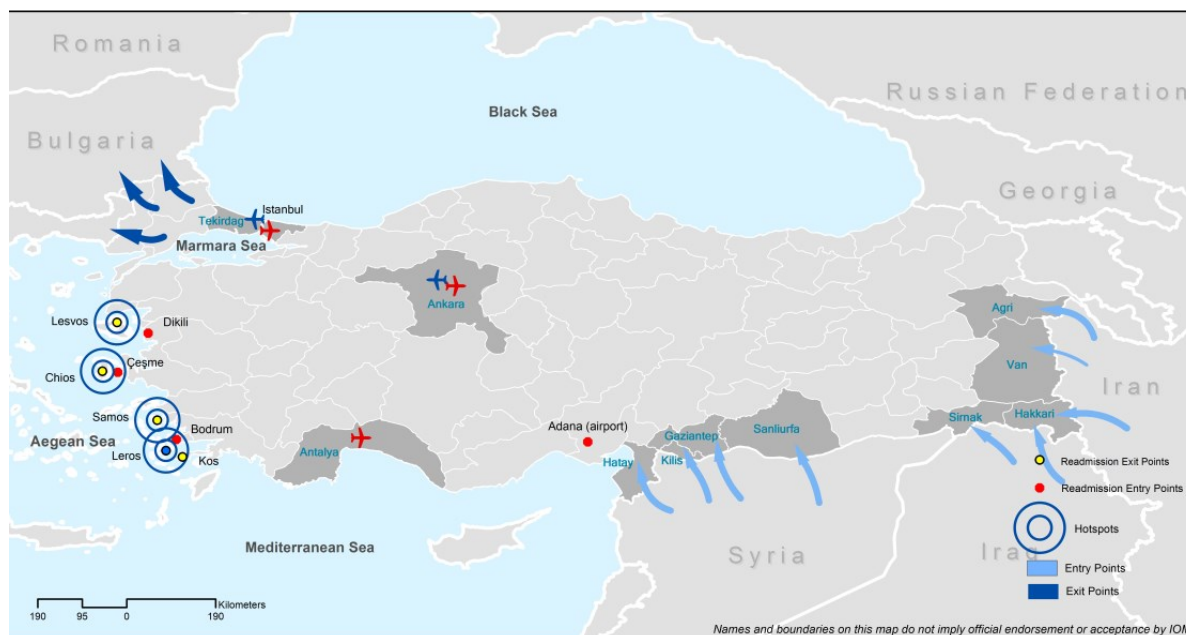 Romania
Black Sea
Russian Federation
Bulgaria
Georgia
Tekirdag
Istanbul
Marmara Sea
Ankara
Agri
Lesvos
Dikili
Çeşme
Chios
Van
Iran
Samos
Bodrum
Aegean Sea
Leros
Kos
Antalya
Adana (airport)
Hatay
Gaziantep
Kilis
Sanliurfa
Sirnak
Hakkari
Readmission Exit Points
Readmission Entry Points
Hotspots
Mediterranean Sea
Syria
Iraq
Entry Points
Exit Points
Kilometers
190 95 0 190
Names and boundaries on this map do not imply official endorsement or acceptance by IOM